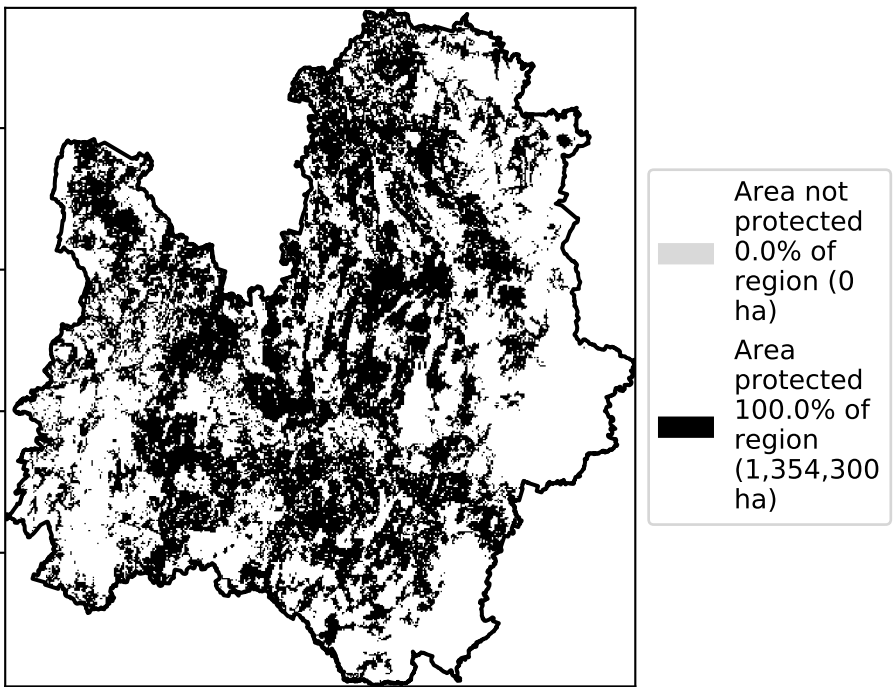 Area not
protected
0.0% of
region (0
ha)
Area
protected
100.0% of
region
(1,354,300
ha)